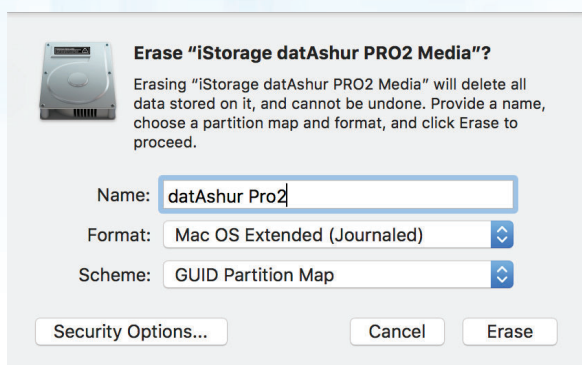 Erase “iStorage datAshur PRO2 Media”?
Erasing “iStorage datAshur PRO2 Media” will delete all
data stored on it, and cannot be undone. Provide a name,
choose a partition map and format, and click Erase to
proceed.
Name: datAshur Pro2
Format: Mac OS Extended (Journaled)
Scheme: GUID Partition Map
Security Options... Cancel Erase